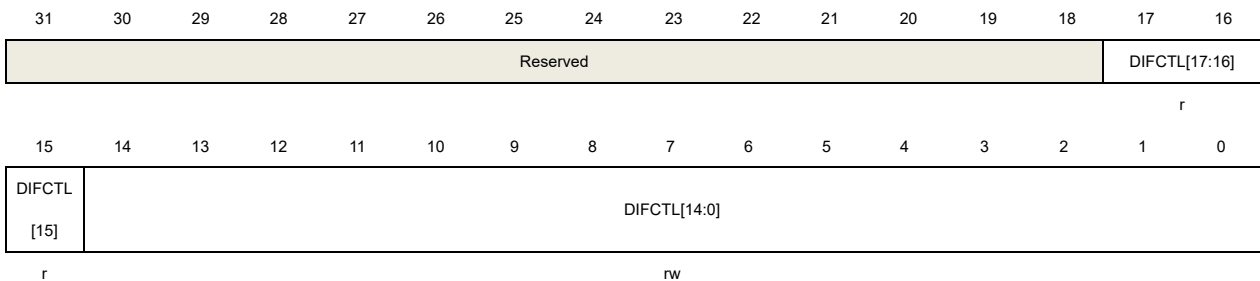 31 30 29 28 27 26 25 24 23 22 21 20 19 18 17 16
Reserved DIFCTL[17:16]
r
15 14 13 12 11 10 9 8 7 6 5 4 3 2 1 0
DIFCTL
[15]
DIFCTL[14:0]
r rw